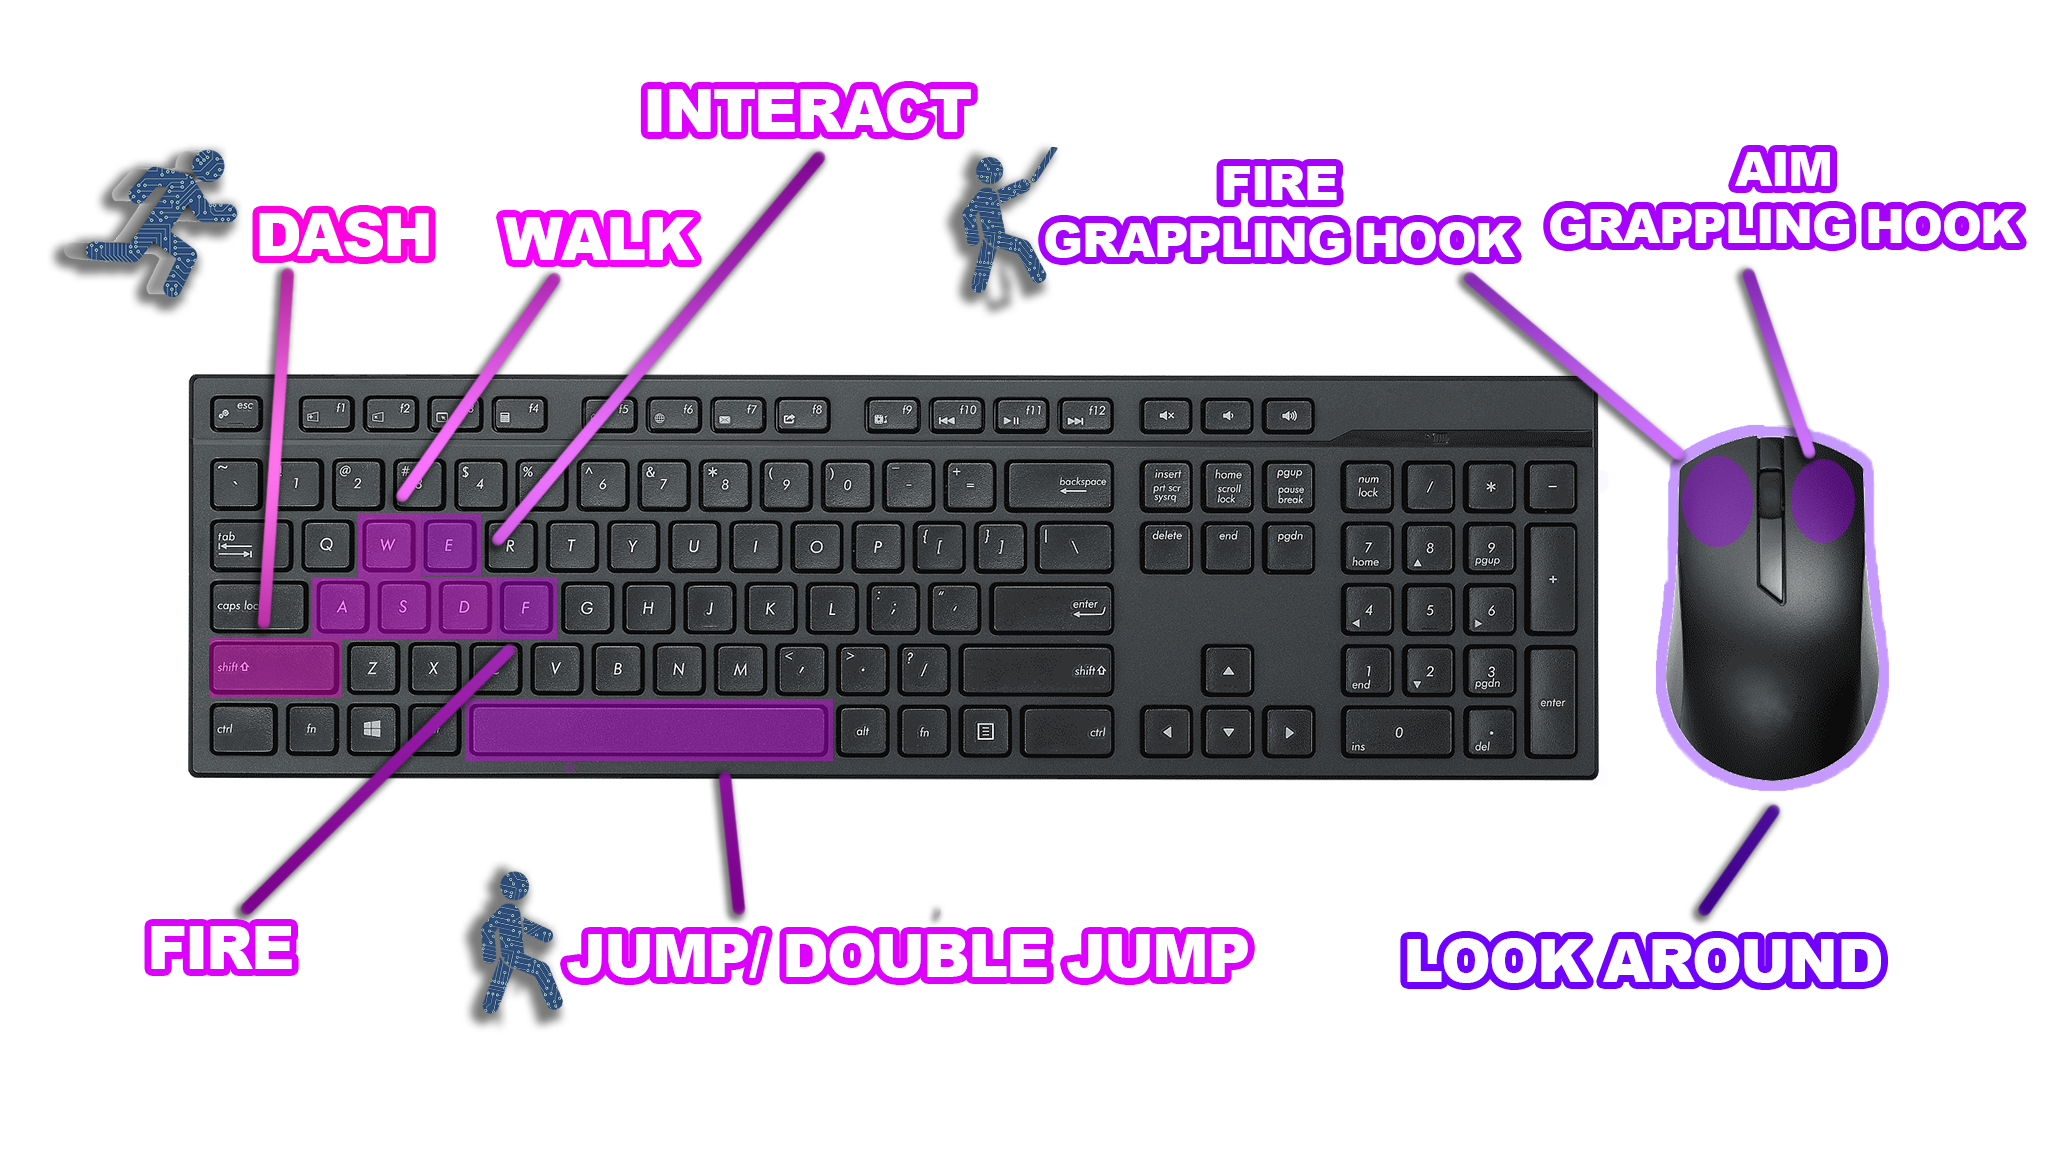 INTERACT
FIRE
GRAPPLING HOOK
AIM
GRAPPLING HOOK
DASH
WALK
esc
f1
f2
f4
f5
f6
f7
f8
f9
f10
f11
f12
~ `
1
@ 2
# 3
$ 4
% 
^ 6
& 7
* 8
( 9
) 0
- -
+ =
backspace
insert
prt scr
sysrq
home
scroll
lock
pgup
pause
break
num
lock
/
*
-
tab
Q
W
E
R
T
Y
U
I
O
P
{ [
} ]
| \
delete
end
pgdn
7
home
8
9
pgup
+
caps loc
A
S
D
F
G
H
J
K
L
: ;
" '
enter
4
5
6
shift
Z
X
V
B
N
M
< ,
> .
? /
shift
1
end
2
3
pgdn
enter
ctrl
fn
alt
fn
ctrl
0
ins
.
del
FIRE
JUMP/ DOUBLE JUMP
LOOK AROUND